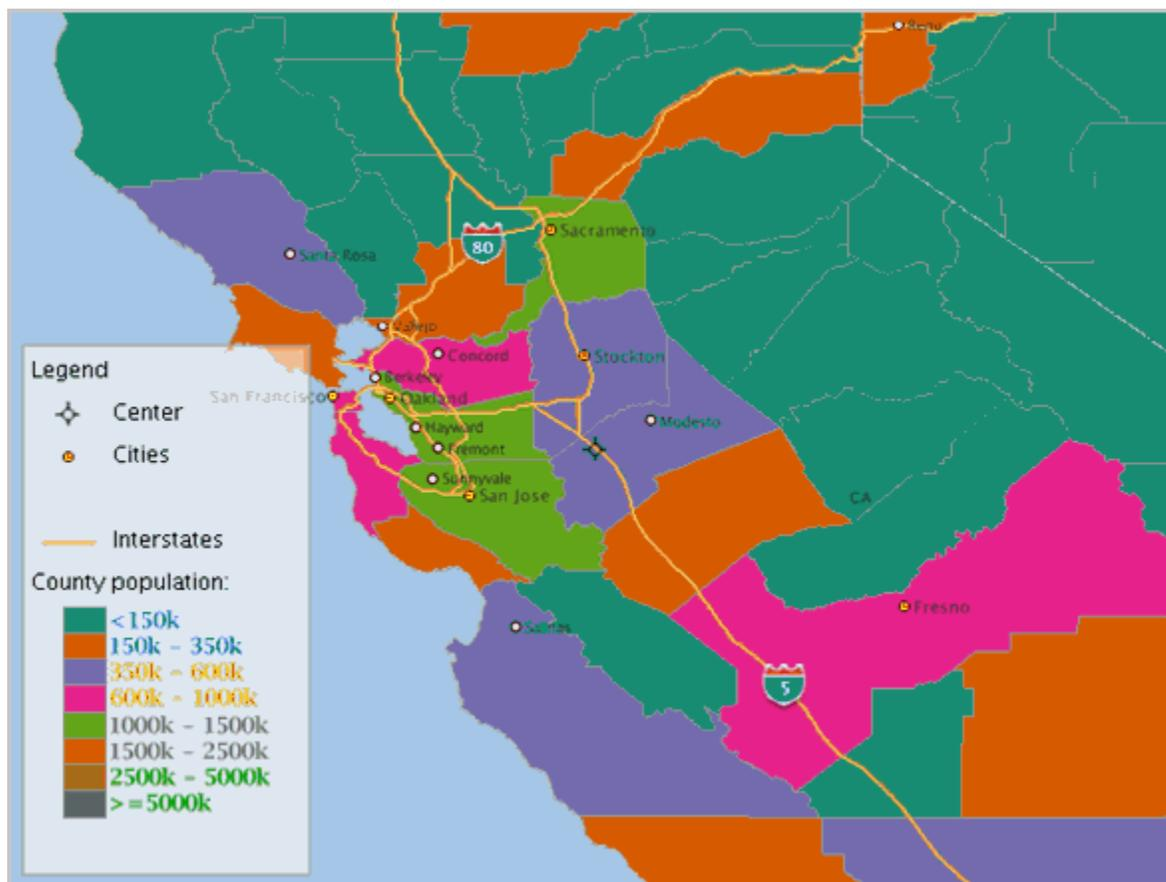 Reno
Sacramento
80
Santa Rosa
Vallejo
Concord
Stockton
Berkeley
San Francisco
Oakland
Modesto
Hayward
Fremont
Sunnyvale
San Jose
CA
Fresno
Salinas
5
Legend
Center
Cities
Interstates
County population:
<150k
150k - 350k
350k - 600k
600k - 1000k
1000k - 1500k
1500k - 2500k
2500k - 5000k
>=5000k